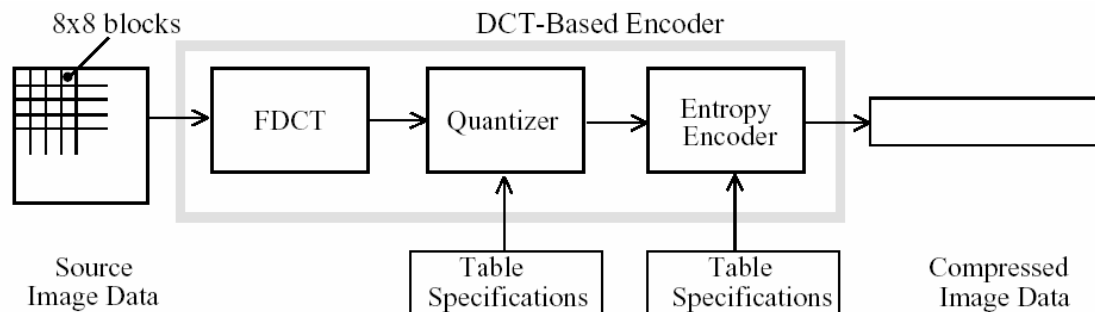 8x8 blocks
DCT-Based Encoder
FDCT
Quantizer
Entropy
Encoder
Source
Image Data
Table
Specifications
Table
Specifications
Compressed
Image Data